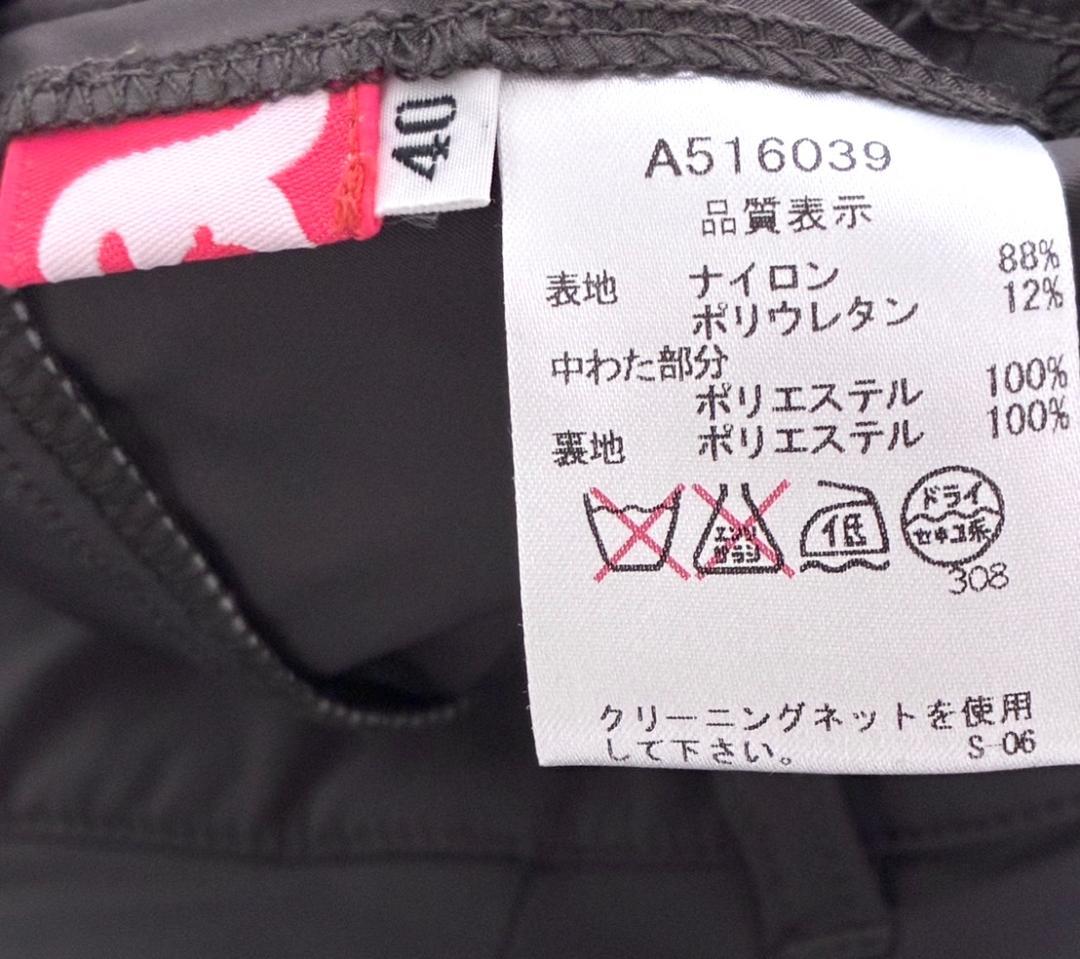 40
A516039
品質表示
表地 ナイロン 88%
ポリウレタン 12%
中わた部分
ポリエステル 100%
裏地 ポリエステル 100%
エンソ
サラシ
低
ドライ
セキユ系
308
クリーニングネットを使用
して下さい。 S-06